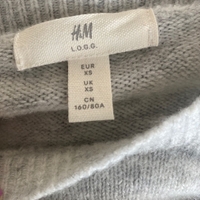 H&M
L.O.G.G.
EUR
XS
UK
XS
CN
160/80A